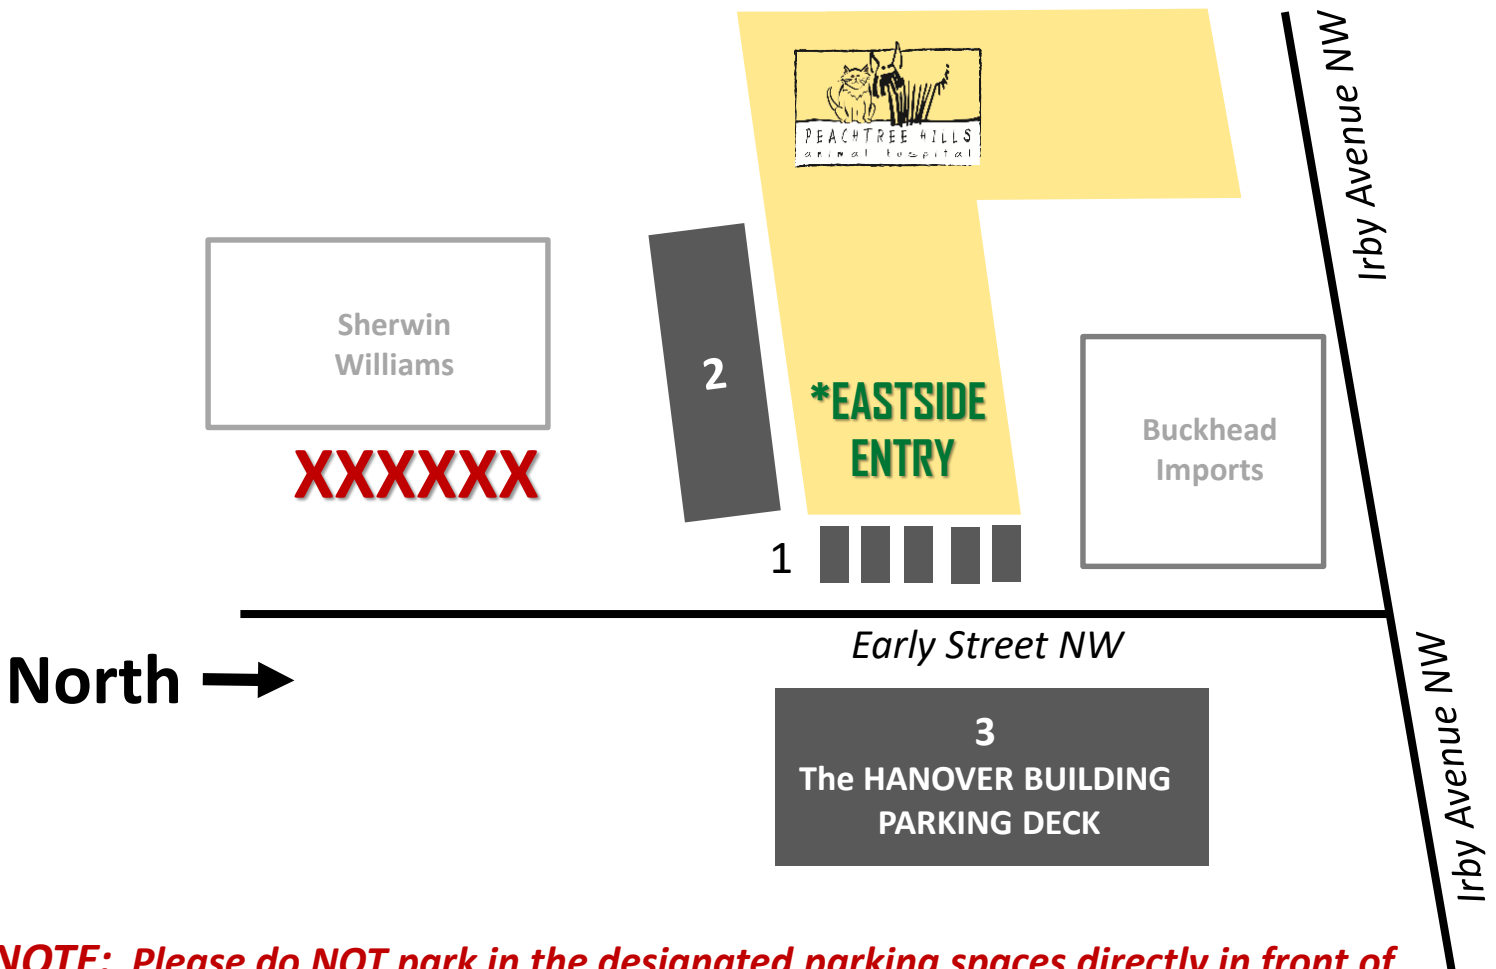 PEACHTREE HILLS
animal hospital
Irby Avenue NW
Sherwin
Williams
2
*EASTSIDE
ENTRY
Buckhead
Imports
XXXXXX
1
Early Street NW
North
3
The HANOVER BUILDING
PARKING DECK
Irby Avenue NW
NOTE: Please do NOT park in the designated parking spaces directly in front of